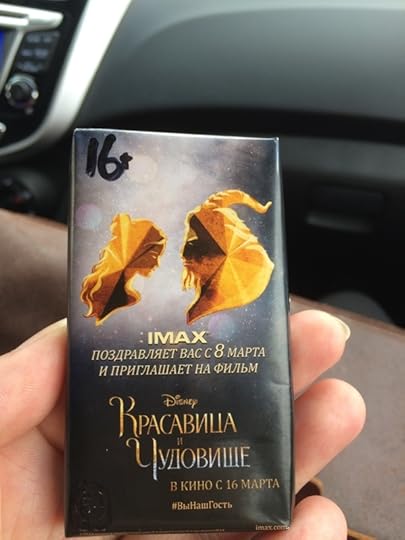 16+
IMAX
ПОЗДРАВЛЯЕТ ВАС С 8 МАРТА
И ПРИГЛАШАЕТ НА ФИЛЬМ
Disney
КРАСАВИЦА
И
ЧУДОВИЩЕ
В КИНО С 16 МАРТА
#ВыНашГость
imax.com